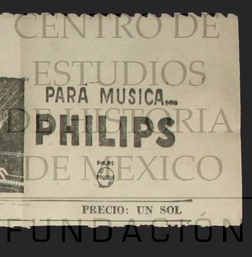 CENTRO DE
ESTUDIOS
PARA MUSICA...
DE HISTORIA
PHILIPS
DE MEXICO
PHILIPS
PRECIO: UN SOL
FUNDACIÓN